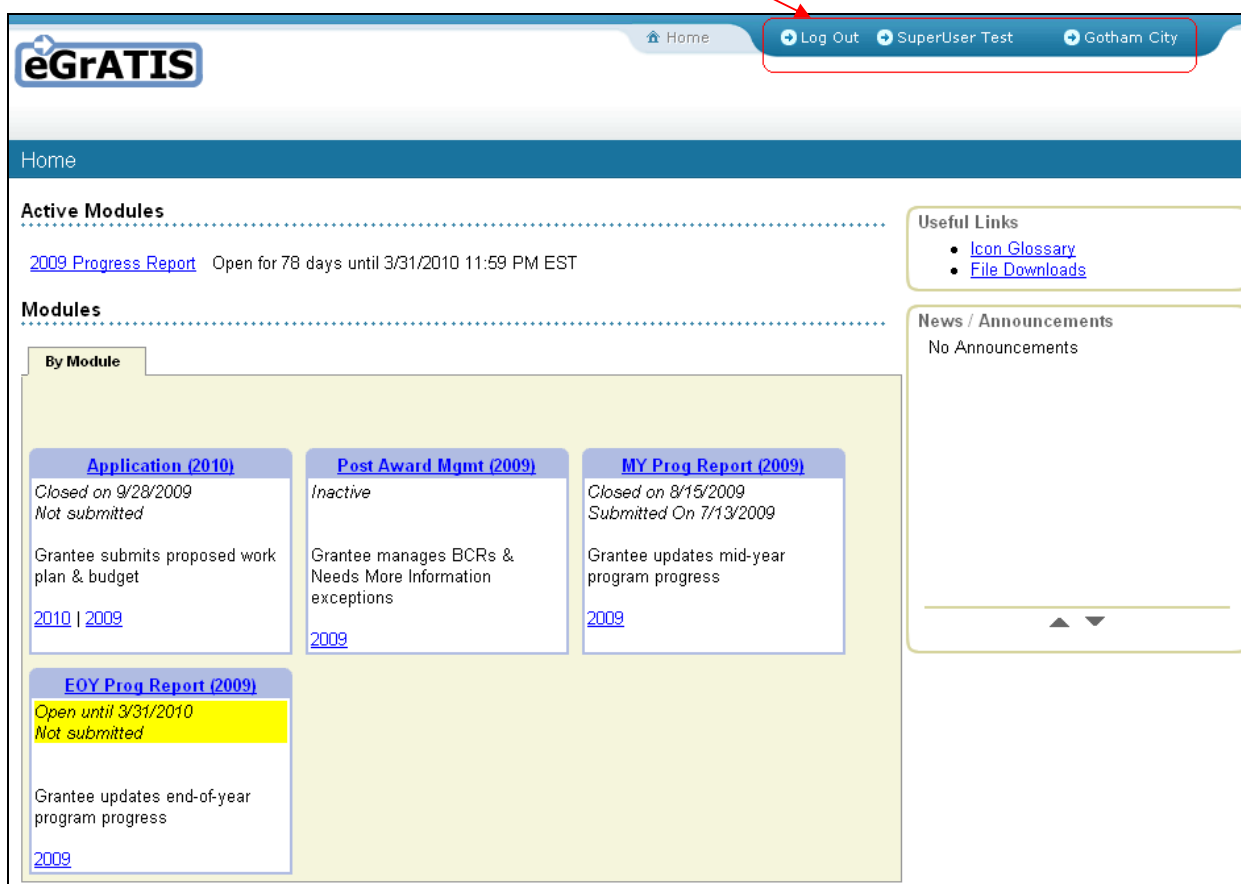 eGrATIS
Home
Log Out
SuperUser Test
Gotham City
Home
Active Modules
2009 Progress Report Open for 78 days until 3/31/2010 11:59 PM EST
Modules
By Module
Application (2010)
Closed on 9/28/2009
Not submitted
Grantee submits proposed work
plan & budget
2010 | 2009
Post Award Mgmt (2009)
Inactive
Grantee manages BCRs &
Needs More Information
exceptions
2009
MY Prog Report (2009)
Closed on 8/15/2009
Submitted On 7/13/2009
Grantee updates mid-year
program progress
2009
EOY Prog Report (2009)
Open until 3/31/2010
Not submitted
Grantee updates end-of-year
program progress
2009
Useful Links
Icon Glossary
File Downloads
News / Announcements
No Announcements